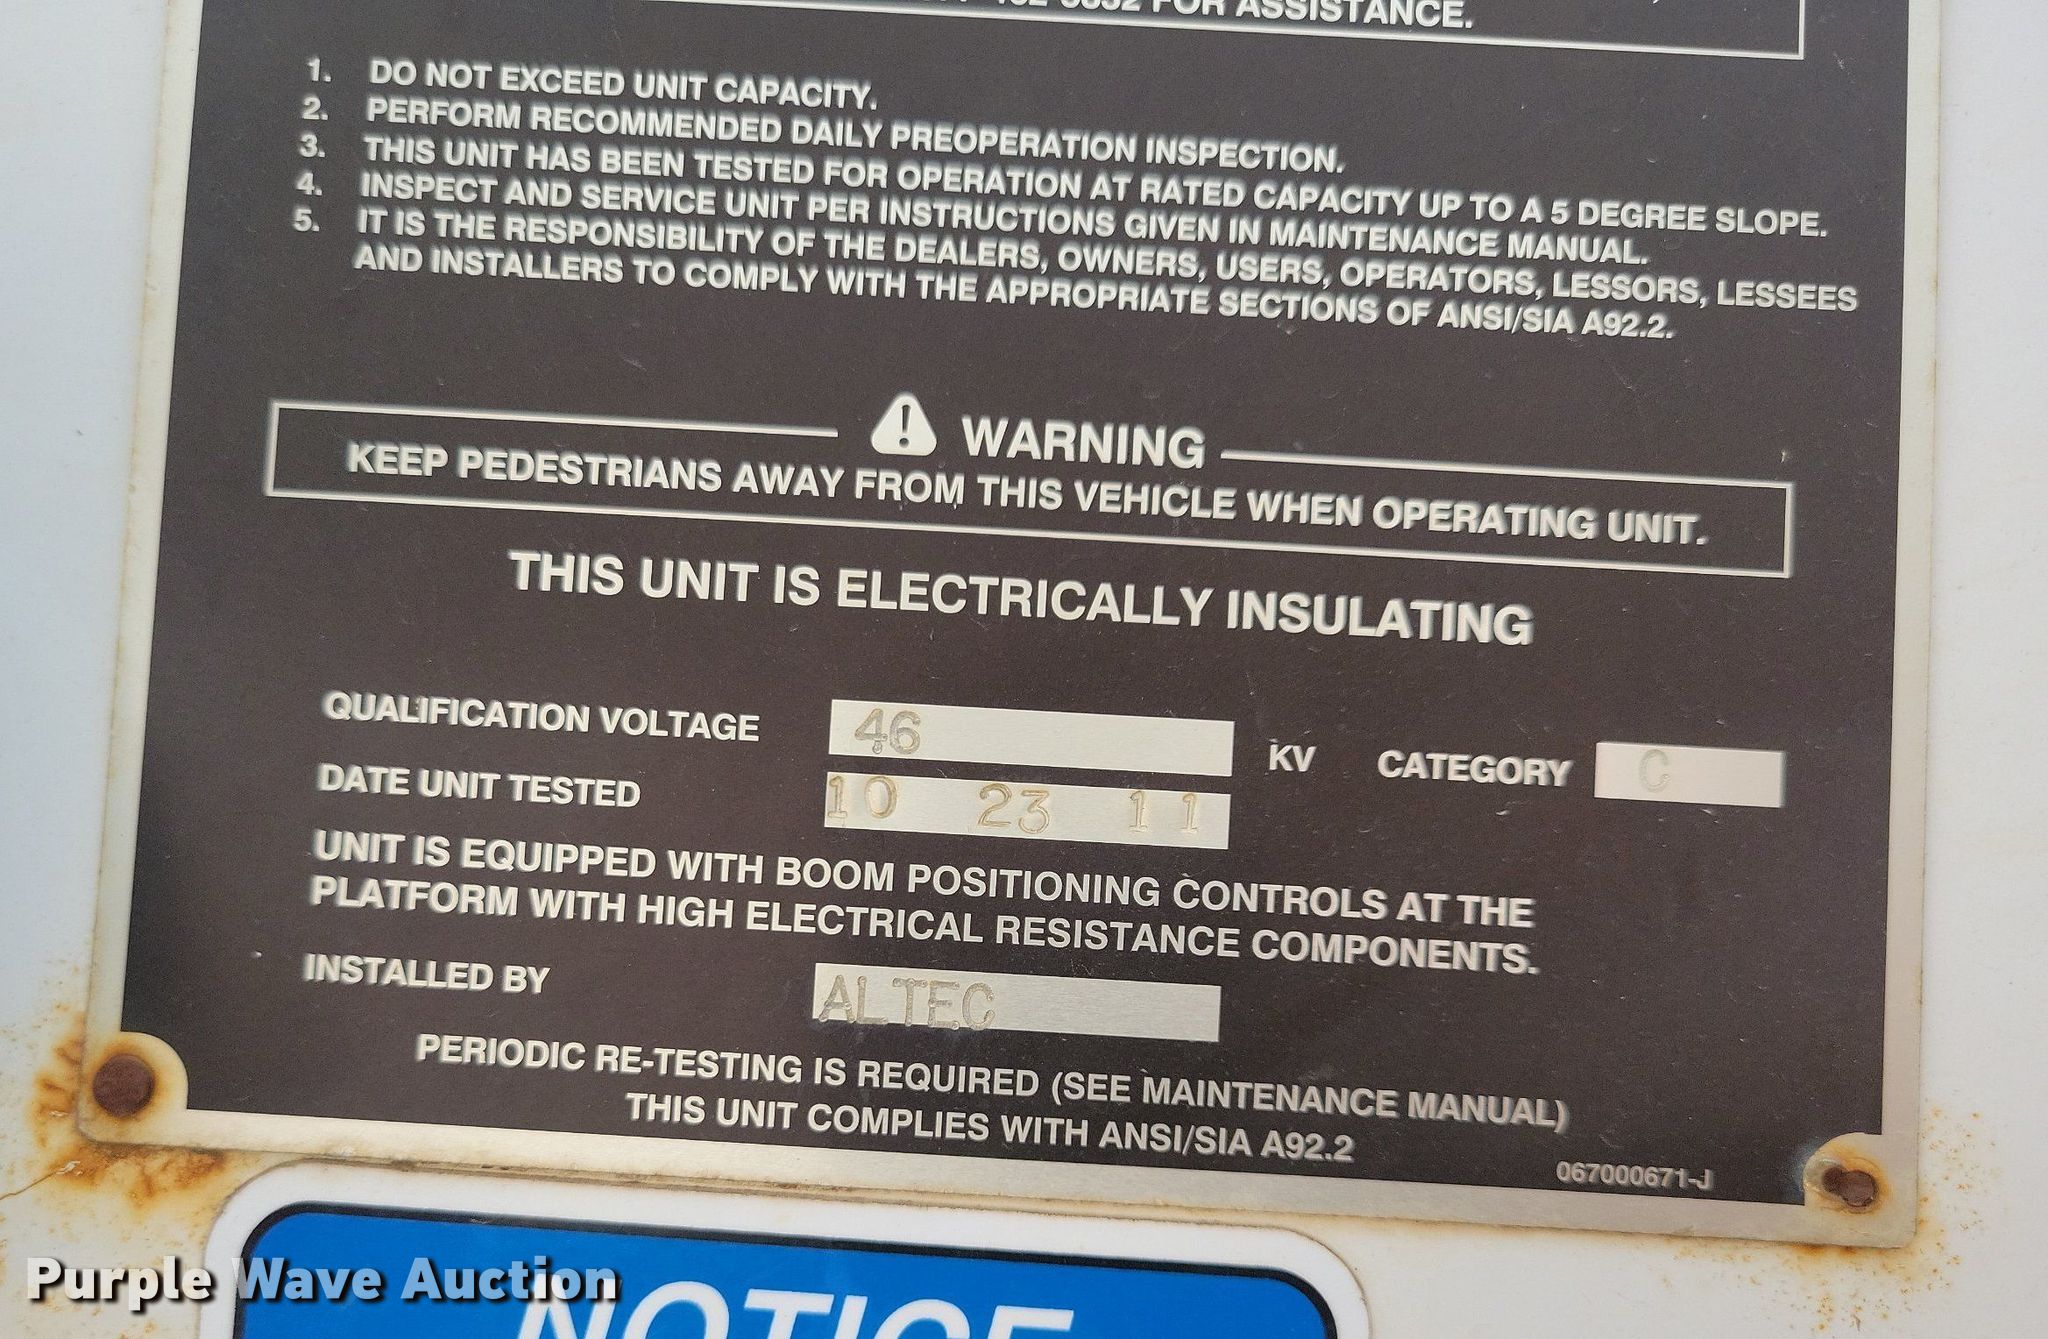 FOR ASSISTANCE.
1. DO NOT EXCEED UNIT CAPACITY.
2. PERFORM RECOMMENDED DAILY PREOPERATION INSPECTION.
3. THIS UNIT HAS BEEN TESTED FOR OPERATION AT RATED CAPACITY UP TO A 5 DEGREE SLOPE.
4. INSPECT AND SERVICE UNIT PER INSTRUCTIONS GIVEN IN MAINTENANCE MANUAL.
5. IT IS THE RESPONSIBILITY OF THE DEALERS, OWNERS, USERS, OPERATORS, LESSORS, LESSEES
AND INSTALLERS TO COMPLY WITH THE APPROPRIATE SECTIONS OF ANSI/SIA A92.2.
WARNING
KEEP PEDESTRIANS AWAY FROM THIS VEHICLE WHEN OPERATING UNIT.
THIS UNIT IS ELECTRICALLY INSULATING
QUALIFICATION VOLTAGE 46 KV CATEGORY C
DATE UNIT TESTED 10 23 11
UNIT IS EQUIPPED WITH BOOM POSITIONING CONTROLS AT THE
PLATFORM WITH HIGH ELECTRICAL RESISTANCE COMPONENTS.
INSTALLED BY ALTEC
PERIODIC RE-TESTING IS REQUIRED (SEE MAINTENANCE MANUAL)
THIS UNIT COMPLIES WITH ANSI/SIA A92.2
067000671-J
Purple Wave Auction
NOTICE